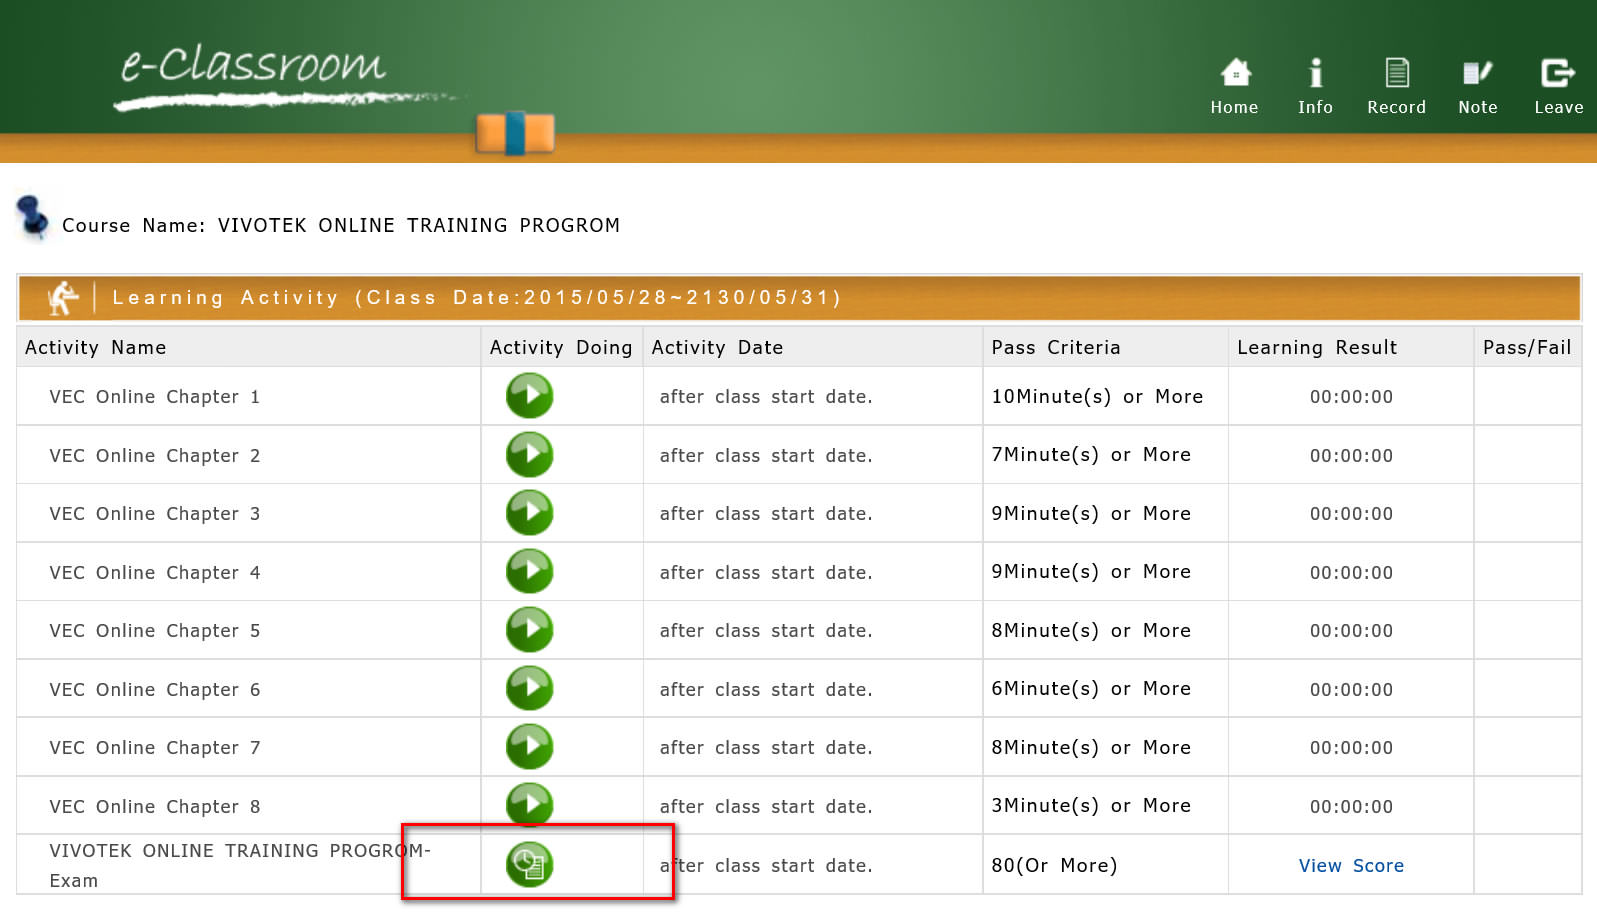 e-Classroom
Home Info Record Note Leave
Course Name: VIVOTEK ONLINE TRAINING PROGROM
Learning Activity (Class Date:2015/05/28~2130/05/31)
Activity Name Activity Doing Activity Date Pass Criteria Learning Result Pass/Fail
VEC Online Chapter 1 after class start date. 10Minute(s) or More 00:00:00
VEC Online Chapter 2 after class start date. 7Minute(s) or More 00:00:00
VEC Online Chapter 3 after class start date. 9Minute(s) or More 00:00:00
VEC Online Chapter 4 after class start date. 9Minute(s) or More 00:00:00
VEC Online Chapter 5 after class start date. 8Minute(s) or More 00:00:00
VEC Online Chapter 6 after class start date. 6Minute(s) or More 00:00:00
VEC Online Chapter 7 after class start date. 8Minute(s) or More 00:00:00
VEC Online Chapter 8 after class start date. 3Minute(s) or More 00:00:00
VIVOTEK ONLINE TRAINING PROGROM-
Exam after class start date. 80(Or More) View Score